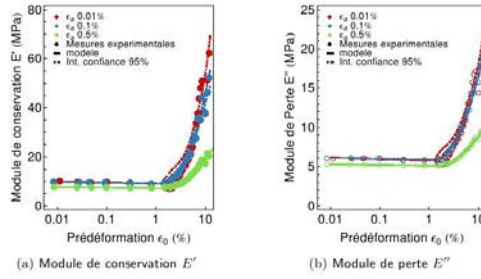 ϵa 0.01%
ϵa 0.1%
ϵa 0.5%
Mesures experimentales
modele
Int. confiance 95%
Module de conservation E' (MPa)
80
60
40
20
0
0.01
0.1
1
10
Prédéformation ϵ0 (%)
(a) Module de conservation E′
ϵa 0.01%
ϵa 0.1%
ϵa 0.5%
Mesures experimentales
modele
Int. confiance 95%
Module de Perte E'' (MPa)
25
20
15
10
5
0
0.01
0.1
1
10
Prédéformation ϵ0 (%)
(b) Module de perte E″